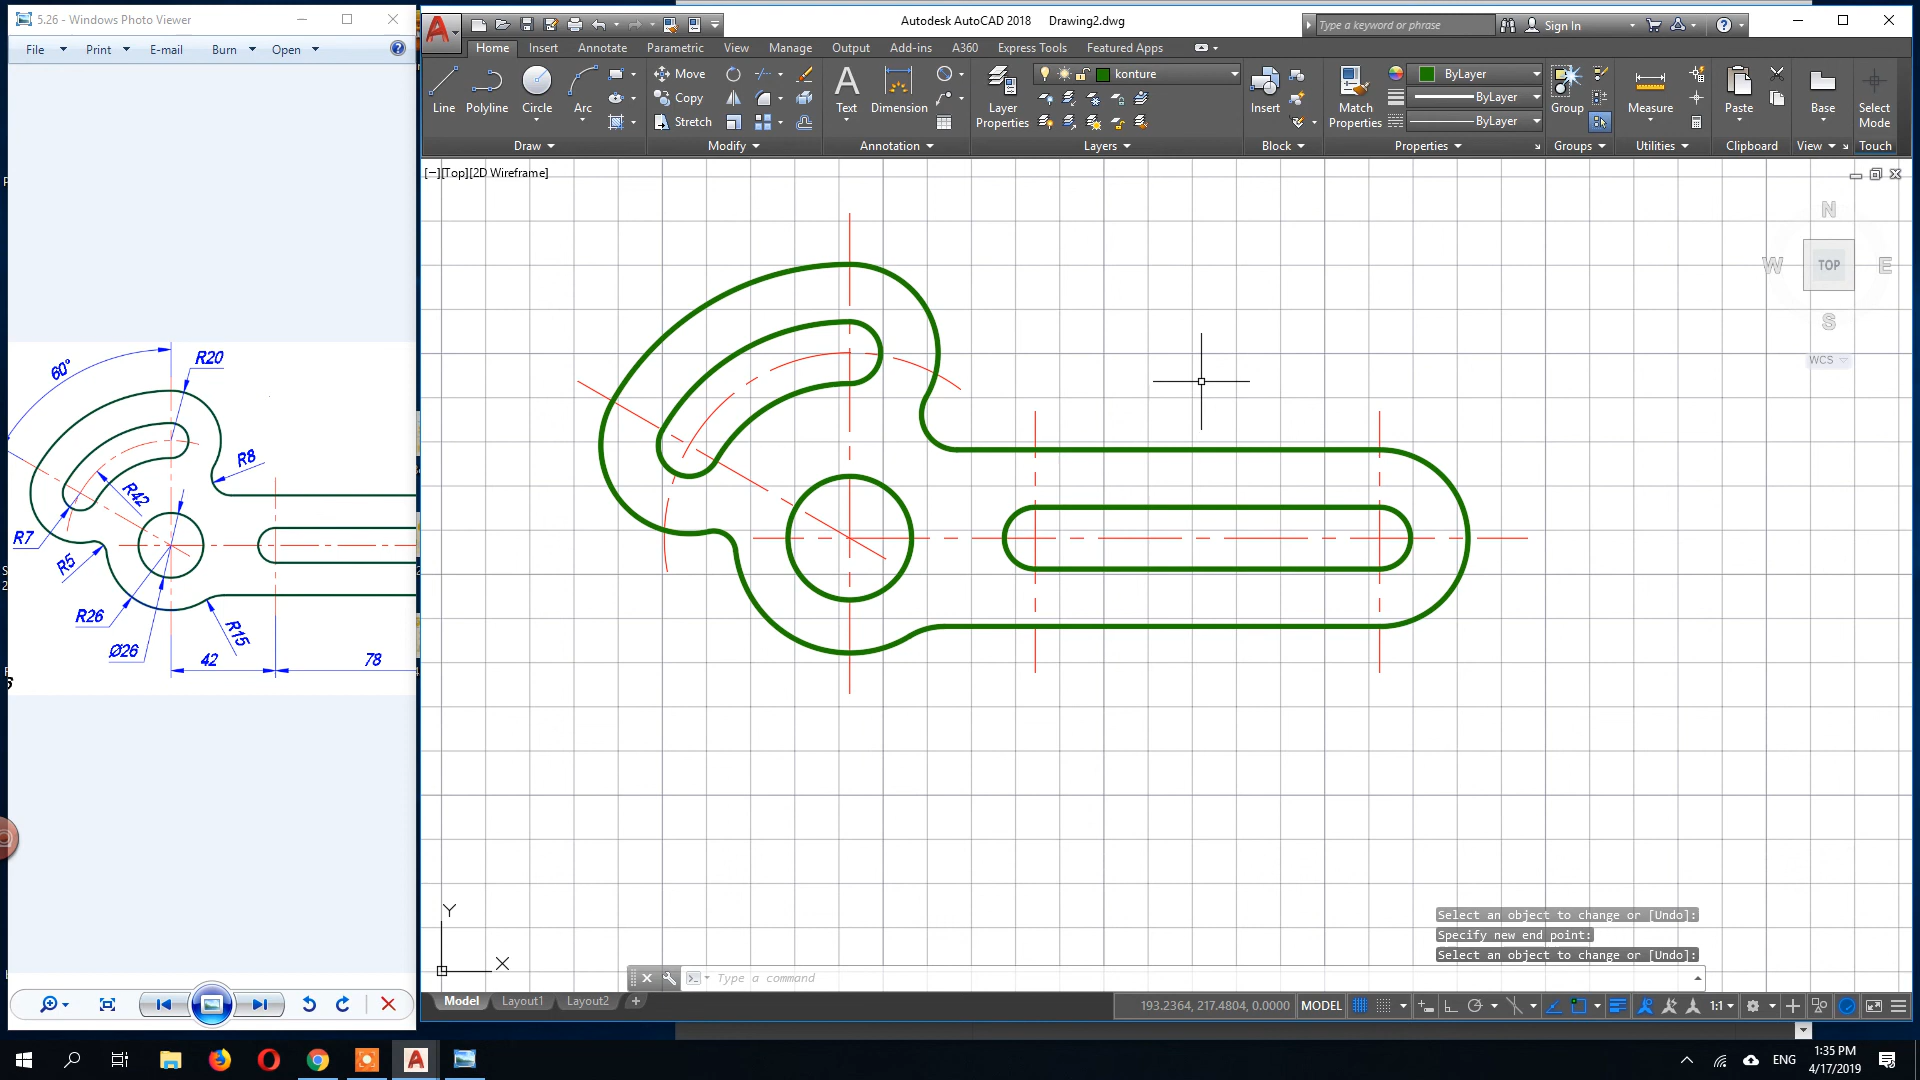 5.26 - Windows Photo Viewer
File Print E-mail Burn Open
60°
R20
R8
R42
R7
R5
R26
Ø26
R15
42
78
Autodesk AutoCAD 2018 Drawing2.dwg
Type a keyword or phrase
Sign In
Home Insert Annotate Parametric View Manage Output Add-ins A360 Express Tools Featured Apps
Line Polyline Circle Arc
Draw
Move
Copy
Stretch
Modify
Text Dimension
Annotation
Layer Properties
konture
Layers
Insert
Block
Match Properties
ByLayer
ByLayer
ByLayer
Properties
Group
Groups
Measure
Utilities
Paste
Clipboard
Base
View
Select Mode
Touch
[−][Top][2D Wireframe]
N
W TOP E
S
WCS
Y
X
Select an object to change or [Undo]:
Specify new end point:
Select an object to change or [Undo]:
Type a command
Model Layout1 Layout2 +
193.2364, 217.4804, 0.0000 MODEL 1:1
ENG
1:35 PM
4/17/2019